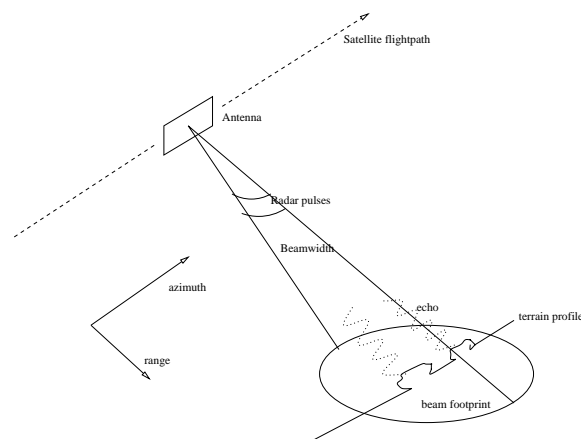 Satellite flightpath
Antenna
Radar pulses
Beamwidth
azimuth
echo
terrain profile
range
beam footprint